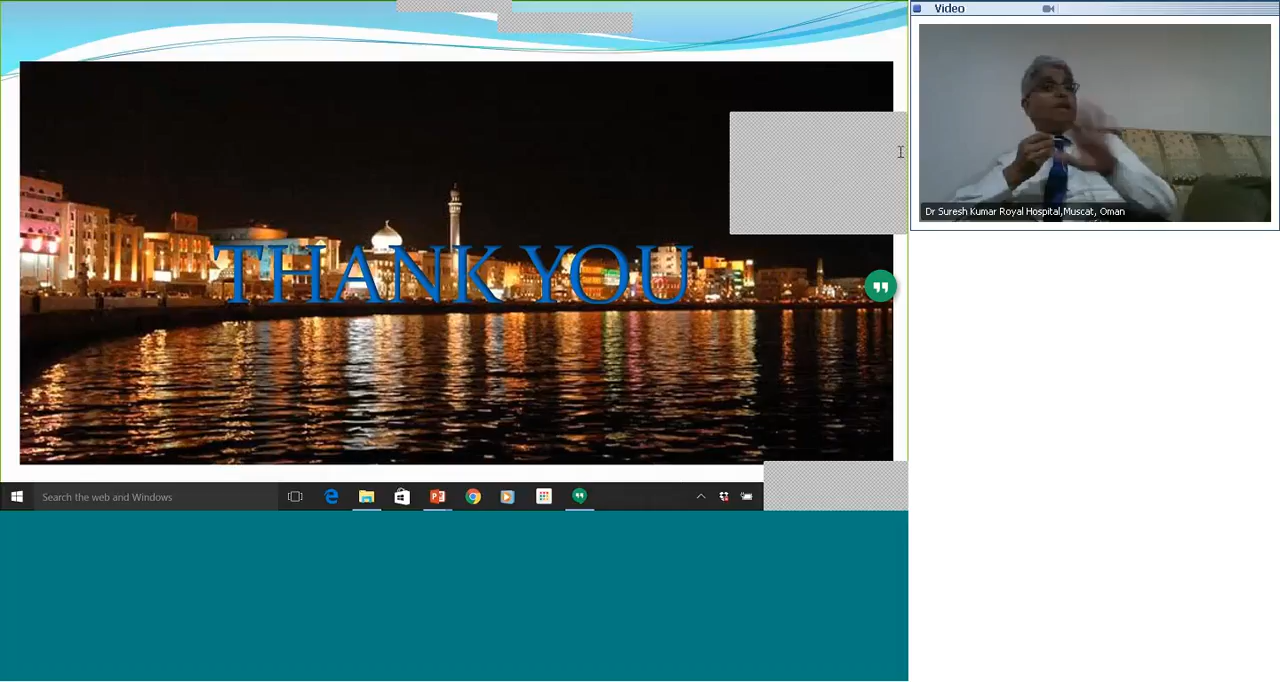 Video
THANK YOU
Dr Suresh Kumar Royal Hospital,Muscat, Oman
Search the web and Windows